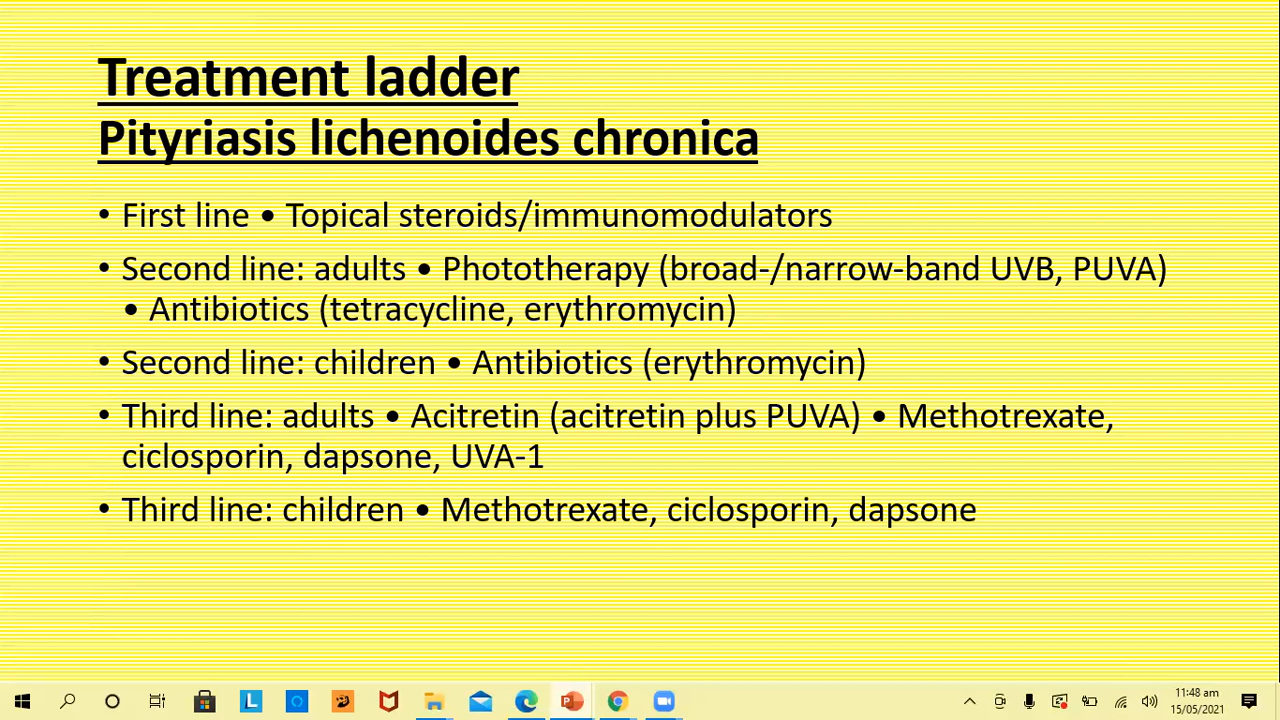 Treatment ladder
Pityriasis lichenoides chronica
• First line • Topical steroids/immunomodulators
• Second line: adults • Phototherapy (broad-/narrow-band UVB, PUVA)
• Antibiotics (tetracycline, erythromycin)
• Second line: children • Antibiotics (erythromycin)
• Third line: adults • Acitretin (acitretin plus PUVA) • Methotrexate,
ciclosporin, dapsone, UVA-1
• Third line: children • Methotrexate, ciclosporin, dapsone
L
11:48 am
15/05/2021